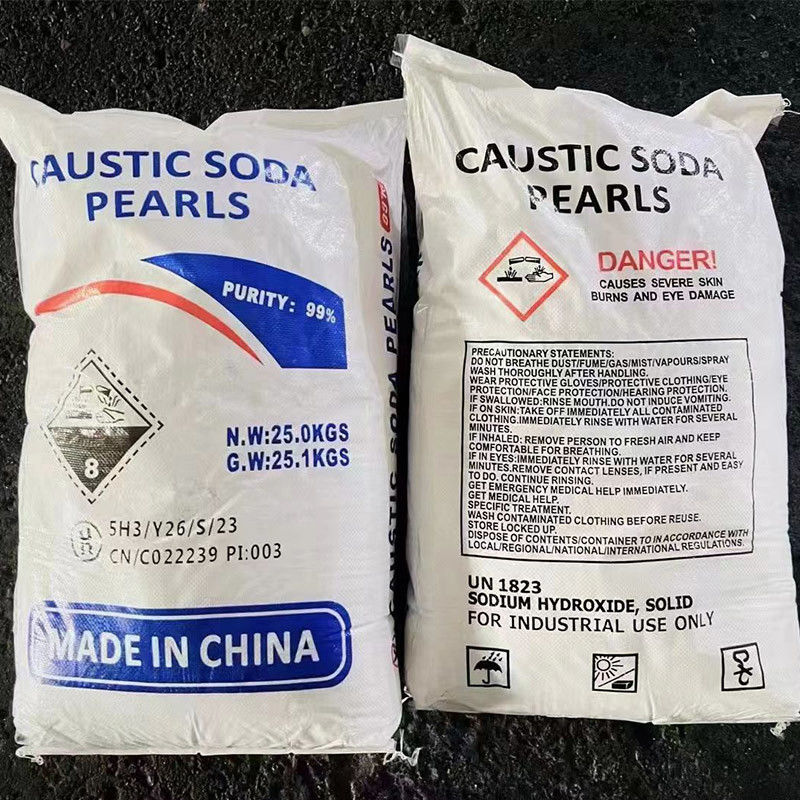 CAUSTIC SODA
PEARLS
PURITY: 99%
8
N.W:25.0KGS
G.W:25.1KGS
5H3/Y26/S/23
CN/C022239 PI:003
MADE IN CHINA
CAUSTIC SODA PEARLS
CAUSTIC SODA
PEARLS
DANGER!
CAUSES SEVERE SKIN
BURNS AND EYE DAMAGE
PRECAUTIONARY STATEMENTS:
DO NOT BREATHE DUST/FUME/GAS/MIST/VAPOURS/SPRAY
WASH THOROUGHLY AFTER HANDLING.
WEAR PROTECTIVE GLOVES/PROTECTIVE CLOTHING/EYE
PROTECTION/FACE PROTECTION/HEARING PROTECTION.
IF SWALLOWED:RINSE MOUTH.DO NOT INDUCE VOMITING.
IF ON SKIN:TAKE OFF IMMEDIATELY ALL CONTAMINATED
CLOTHING.IMMEDIATELY RINSE WITH WATER FOR SEVERAL
MINUTES.
IF INHALED: REMOVE PERSON TO FRESH AIR AND KEEP
COMFORTABLE FOR BREATHING.
IF IN EYES:IMMEDIATELY RINSE WITH WATER FOR SEVERAL
MINUTES.REMOVE CONTACT LENSES, IF PRESENT AND EASY
TO DO. CONTINUE RINSING.
GET EMERGENCY MEDICAL HELP IMMEDIATELY.
GET MEDICAL HELP.
SPECIFIC TREATMENT.
WASH CONTAMINATED CLOTHING BEFORE REUSE.
STORE LOCKED UP.
DISPOSE OF CONTENTS/CONTAINER TO IN ACCORDANCE WITH
LOCAL/REGIONAL/NATIONAL/INTERNATIONAL REGULATIONS.
UN 1823
SODIUM HYDROXIDE, SOLID
FOR INDUSTRIAL USE ONLY